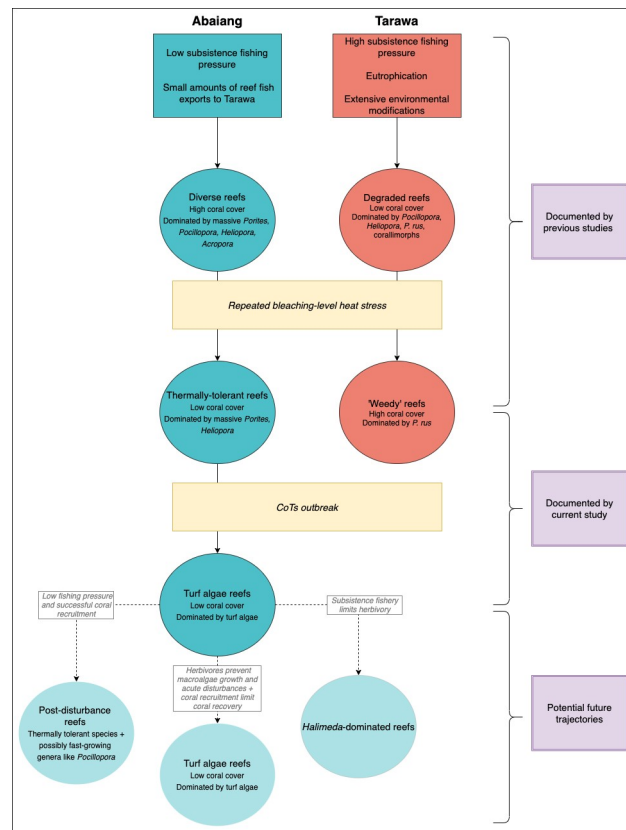 Abaiang
Tarawa
Low subsistence fishing
pressure
Small amounts of reef fish
exports to Tarawa
High subsistence fishing
pressure
Eutrophication
Extensive environmental
modifications
Diverse reefs
High coral cover
Dominated by massive Porites,
Pocillopora, Heliopora,
Acropora
Degraded reefs
Low coral cover
Dominated by Pocillopora,
Heliopora, P. rus,
corallimorphs
Documented by
previous studies
Repeated bleaching-level heat stress
Thermally-tolerant reefs
Low coral cover
Dominated by massive Porites,
Heliopora
'Weedy' reefs
High coral cover
Dominated by P. rus
CoTs outbreak
Documented by
current study
Turf algae reefs
Low coral cover
Dominated by turf algae
Low fishing pressure
and successful coral
recruitment
Subsistence fishery
limits herbivory
Herbivores prevent
macroalgae growth and
acute disturbances +
coral recruitment limit
coral recovery
Post-disturbance
reefs
Thermally tolerant species +
possibly fast-growing
genera like Pocillopora
Halimeda-dominated reefs
Potential future
trajectories
Turf algae reefs
Low coral cover
Dominated by turf algae